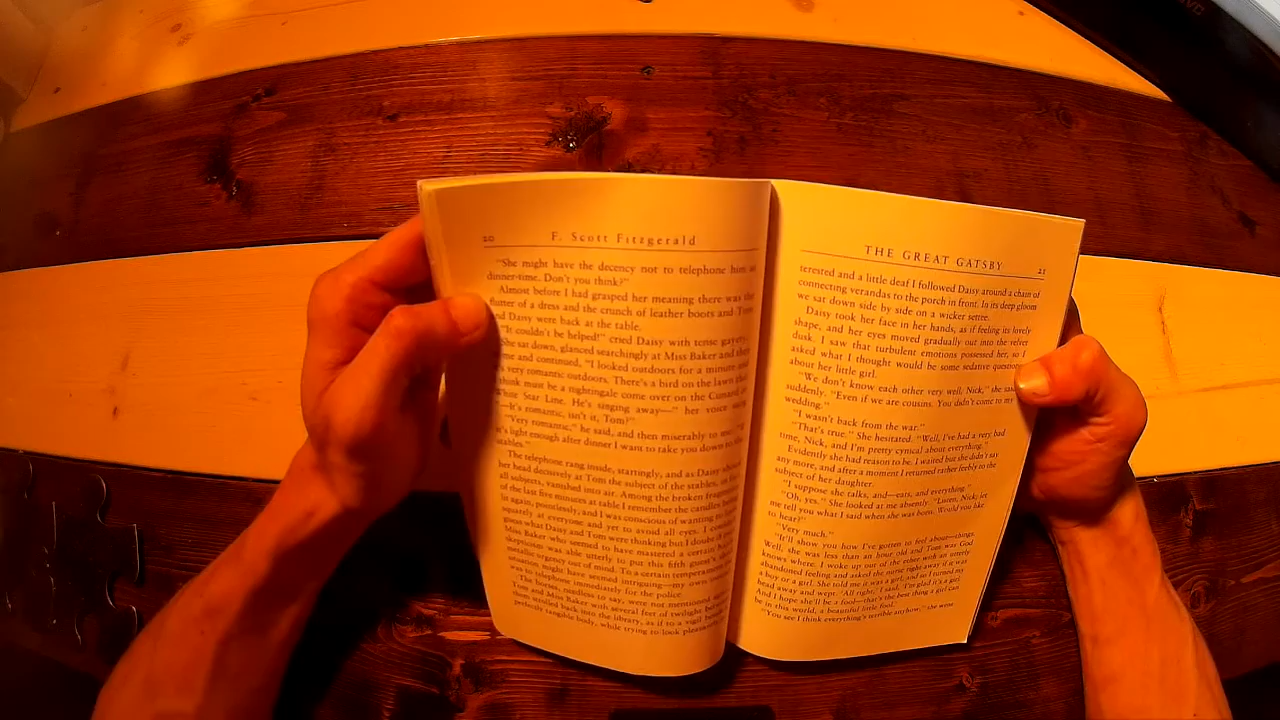 20
F. Scott Fitzgerald
"She might have the decency not to telephone him at
dinner-time. Don't you think?"
Almost before I had grasped her meaning there was the
flutter of a dress and the crunch of leather boots and Tom
and Daisy were back at the table.
"It couldn't be helped!" cried Daisy with tense gayety.
She sat down, glanced searchingly at Miss Baker and then
me and continued, "I looked outdoors for a minute and
very romantic outdoors. There's a bird on the lawn that
think must be a nightingale come over on the Cunard or
White Star Line. He's singing away—" her voice
"—It's romantic, isn't it, Tom?"
"Very romantic," he said, and then miserably to me. "If
it's light enough after dinner I want to take you down to the
stables."
The telephone rang inside, startlingly, and as Daisy shook
her head decisively at Tom the subject of the stables, in fact
all subjects, vanished into air. Among the broken fragments
of the last five minutes at table I remember the candles being
lit again, pointlessly, and I was conscious of wanting to look
squarely at everyone and yet to avoid all eyes. I couldn't
guess what Daisy and Tom were thinking but I doubt if even
Miss Baker who seemed to have mastered a certain hardy
skepticism was able utterly to put this fifth guest's
metallic urgency out of mind. To a certain temperament the
situation might have seemed intriguing—my own instinct
was to telephone immediately for the police.
The horses, needless to say, were not mentioned again.
Tom and Miss Baker with several feet of twilight between
them strolled back into the library, as if to a vigil beside a
perfectly tangible body, while trying to look pleasantly
THE GREAT GATSBY
21
terested and a little deaf I followed Daisy around a chain of
connecting verandas to the porch in front. In its deep gloom
we sat down side by side on a wicker settee.
Daisy took her face in her hands, as if feeling its lovely
shape, and her eyes moved gradually out into the velvet
dusk. I saw that turbulent emotions possessed her, so I
asked what I thought would be some sedative questions
about her little girl.
"We don't know each other very well, Nick," she said
suddenly. "Even if we are cousins. You didn't come to my
wedding."
"I wasn't back from the war."
"That's true." She hesitated. "Well, I've had a very bad
time, Nick, and I'm pretty cynical about everything."
Evidently she had reason to be. I waited but she didn't say
any more, and after a moment I returned rather feebly to the
subject of her daughter.
"I suppose she talks, and—eats, and everything."
"Oh, yes." She looked at me absently. "Listen, Nick; let
me tell you what I said when she was born. Would you like
to hear?"
"Very much."
"It'll show you how I've gotten to feel about—things.
Well, she was less than an hour old and Tom was God
knows where. I woke up out of the ether with an utterly
abandoned feeling and asked the nurse right away if it was
a boy or a girl. She told me it was a girl, and so I turned my
head away and wept. 'All right,' I said, 'I'm glad it's a girl.
And I hope she'll be a fool—that's the best thing a girl can
be in this world, a beautiful little fool.'
"You see I think everything's terrible anyhow," she went